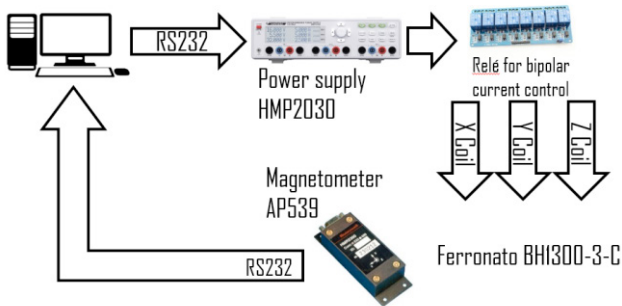 RS232
Power supply
HMP2030
Relé for bipolar
current control
X Coil
Y Coil
Z Coil
Magnetometer
AP539
RS232
Ferronato BH1300-3-C